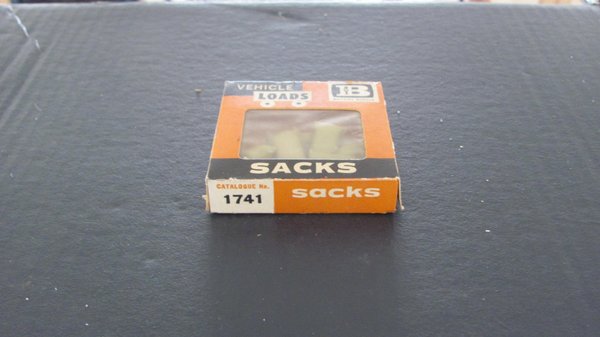 VEHICLE
LOADS
B
SACKS
CATALOGUE No.
1741
sacks